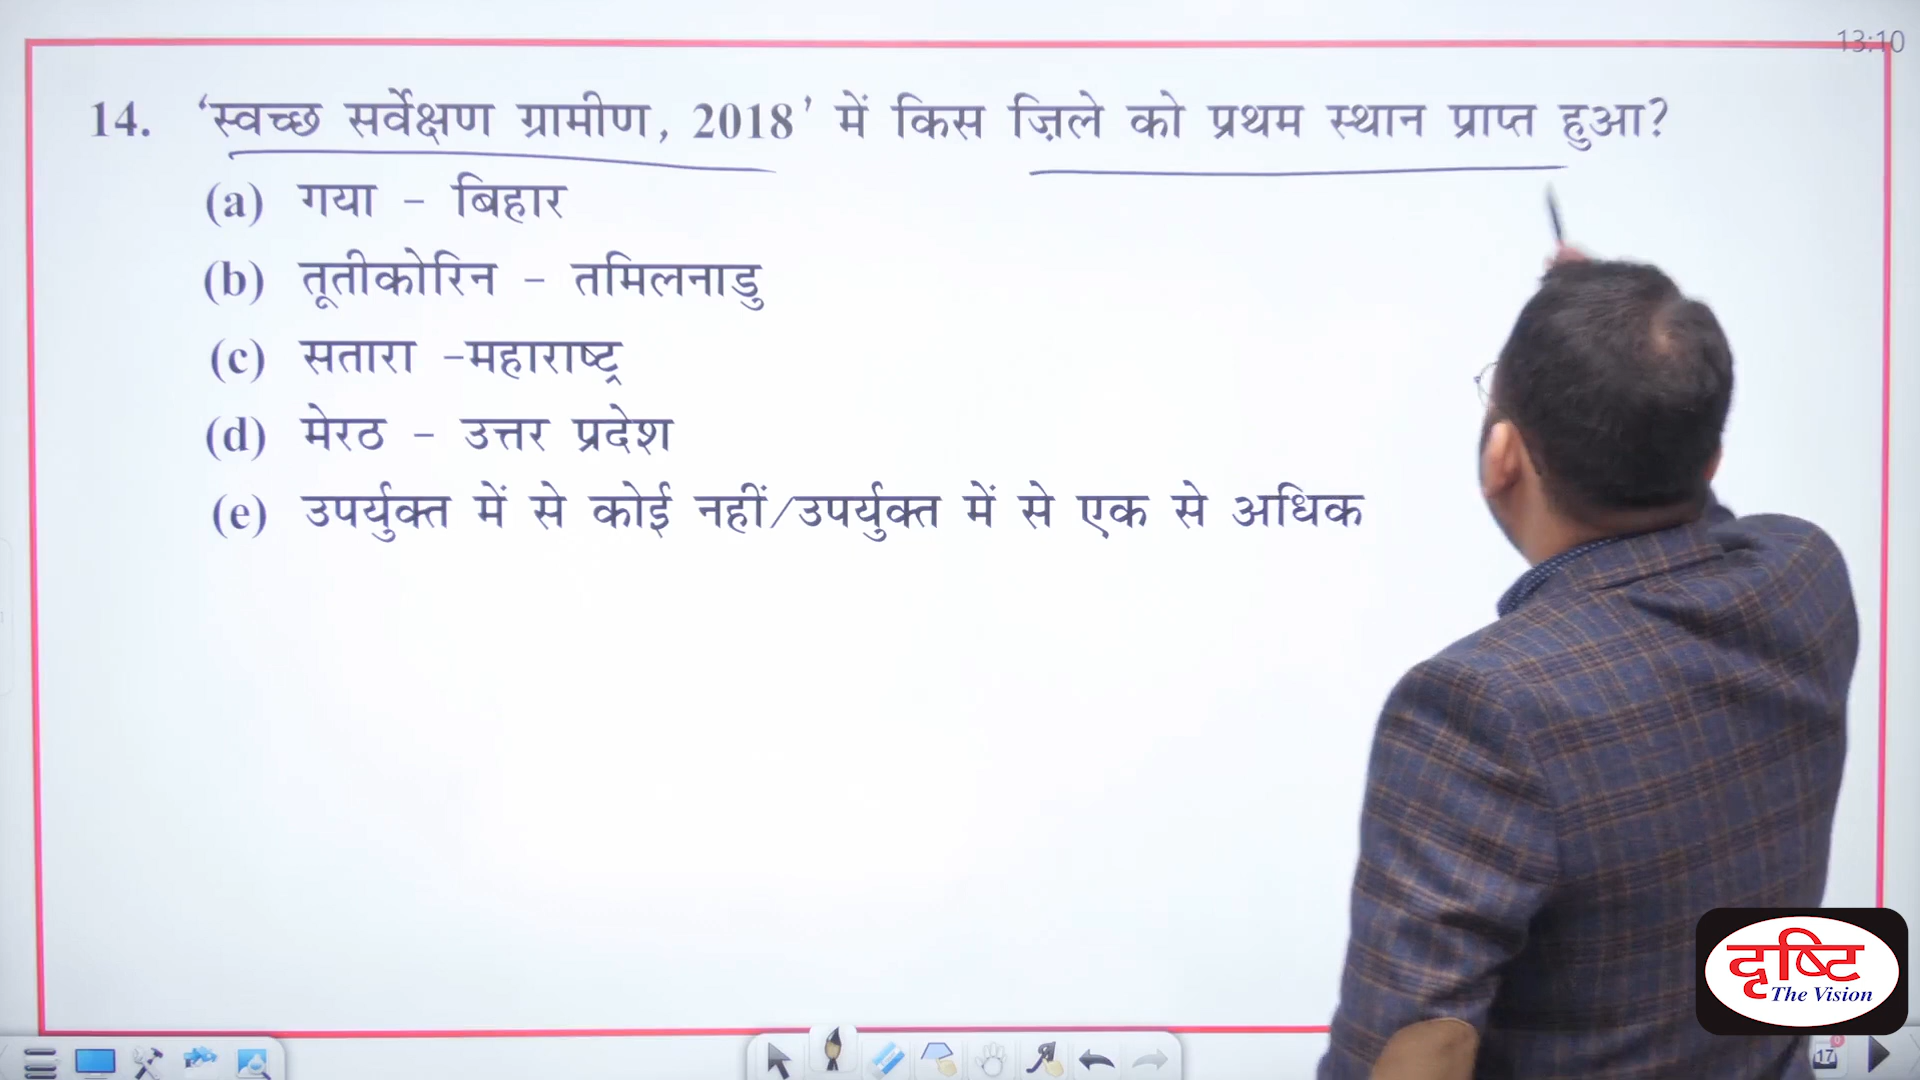 13:10
14. ‘स्वच्छ सर्वेक्षण ग्रामीण, 2018’ में किस ज़िले को प्रथम स्थान प्राप्त हुआ?
(a) गया - बिहार
(b) तूतीकोरिन - तमिलनाडु
(c) सतारा -महाराष्ट्र
(d) मेरठ - उत्तर प्रदेश
(e) उपर्युक्त में से कोई नहीं/उपर्युक्त में से एक से अधिक
दृष्टि
The Vision
17